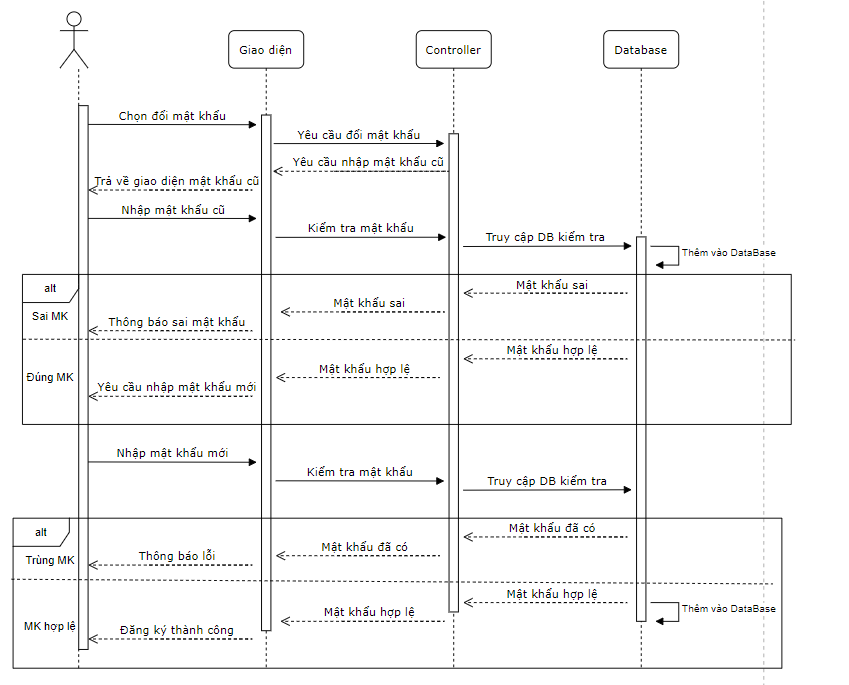 Giao diện
Controller
Database
Chọn đổi mật khẩu
Yêu cầu đổi mật khẩu
Yêu cầu nhập mật khẩu cũ
Trả về giao diện mật khẩu cũ
Nhập mật khẩu cũ
Kiểm tra mật khẩu
Truy cập DB kiểm tra
Thêm vào DataBase
alt
Mật khẩu sai
Mật khẩu sai
Sai MK
Thông báo sai mật khẩu
Mật khẩu hợp lệ
Mật khẩu hợp lệ
Đúng MK
Yêu cầu nhập mật khẩu mới
Nhập mật khẩu mới
Kiểm tra mật khẩu
Truy cập DB kiểm tra
alt
Mật khẩu đã có
Mật khẩu đã có
Thông báo lỗi
Trùng MK
Mật khẩu hợp lệ
Thêm vào DataBase
Mật khẩu hợp lệ
MK hợp lệ
Đăng ký thành công